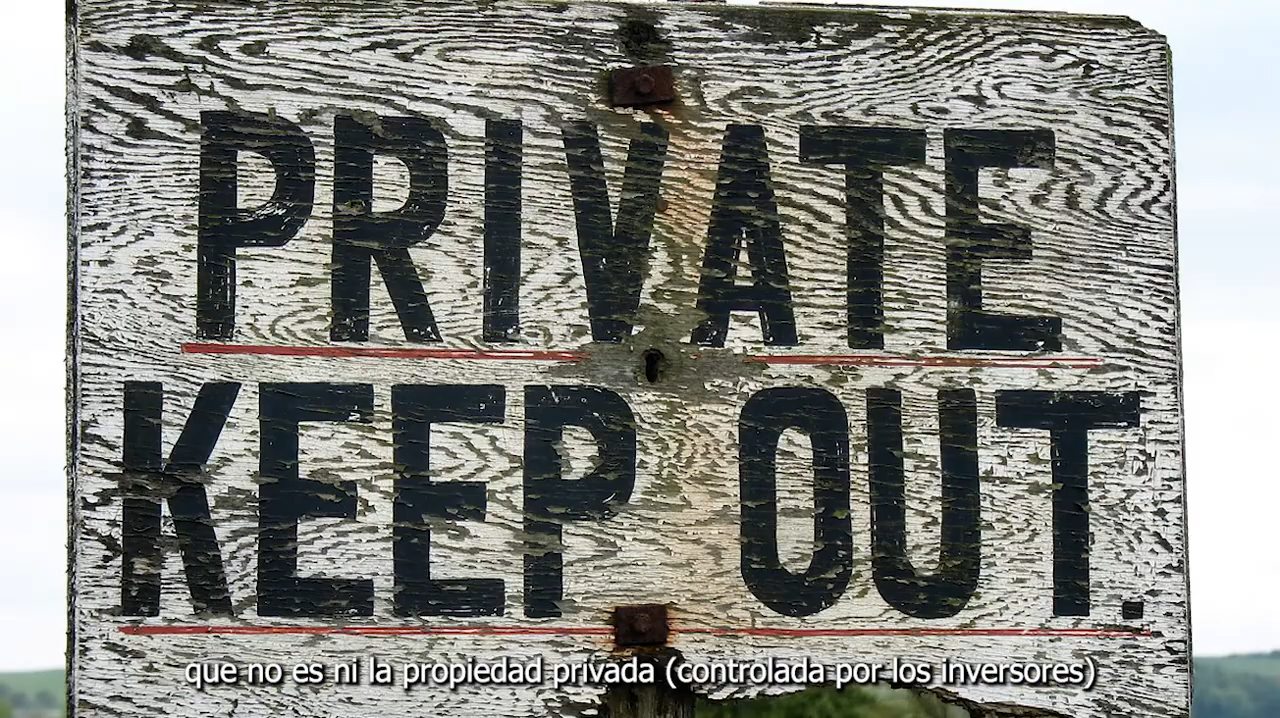 PRIVATE
KEEP OUT.
que no es ni la propiedad privada (controlada por los inversores)